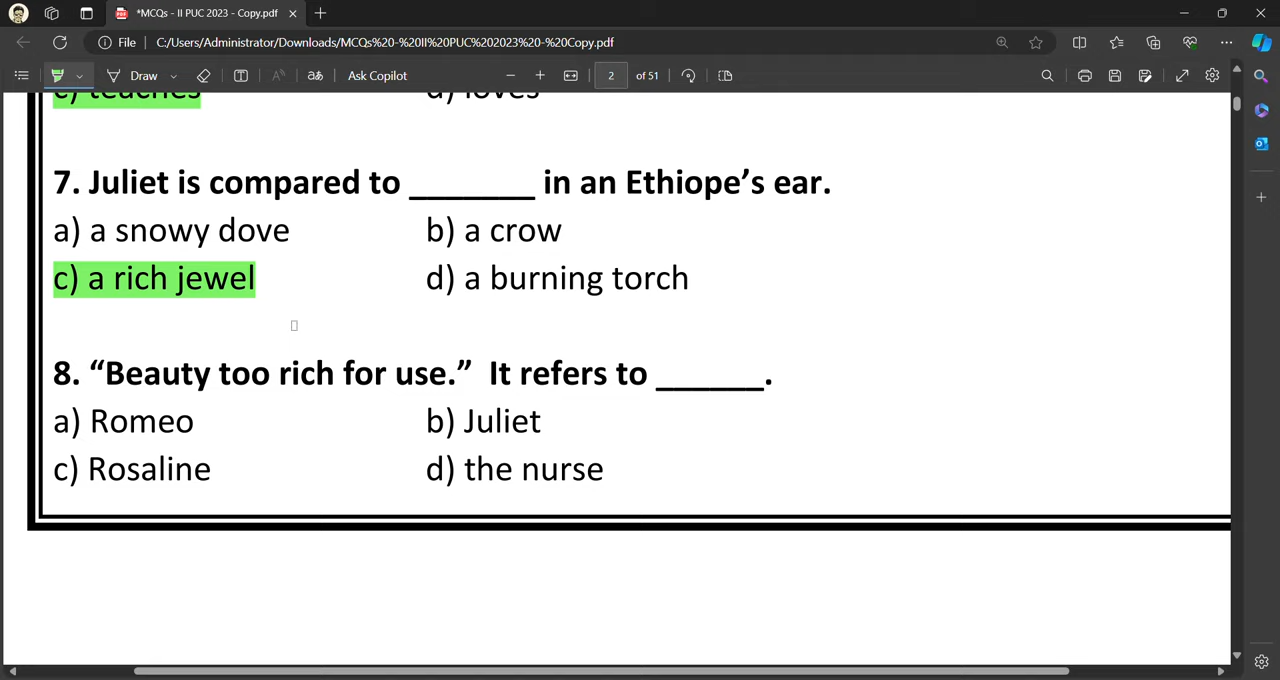 *MCQs - II PUC 2023 - Copy.pdf
File C:/Users/Administrator/Downloads/MCQs%20-%20II%20PUC%202023%20-%20Copy.pdf
Draw Ask Copilot 2 of 51
c) teaches d) loves
7. Juliet is compared to _______ in an Ethiope’s ear.
a) a snowy dove b) a crow
c) a rich jewel d) a burning torch
8. “Beauty too rich for use.” It refers to ______.
a) Romeo b) Juliet
c) Rosaline d) the nurse